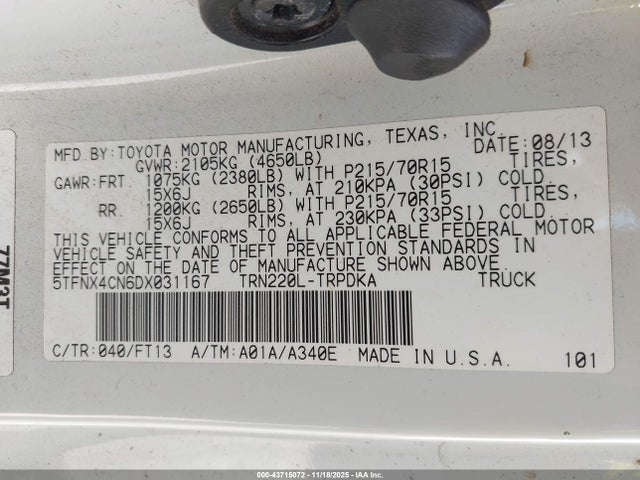 MFD.BY:TOYOTA MOTOR MANUFACTURING, TEXAS, INC.
GVWR:2105KG (4650LB) DATE:08/13
GAWR:FRT. 1075KG (2380LB) WITH P215/70R15 TIRES,
15X6J RIMS, AT 210KPA (30PSI) COLD.
RR. 1200KG (2650LB) WITH P215/70R15 TIRES,
15X6J RIMS, AT 230KPA (33PSI) COLD.
THIS VEHICLE CONFORMS TO ALL APPLICABLE FEDERAL MOTOR
VEHICLE SAFETY AND THEFT PREVENTION STANDARDS IN
EFFECT ON THE DATE OF MANUFACTURE SHOWN ABOVE.
5TFNX4CN6DX031167 TRN220L-TRPDKA TRUCK
C/TR:040/FT13 A/TM:A01A/A340E MADE IN U.S.A. 101
77M3T
000-43715072 - 11/18/2025 - IAAI.COM